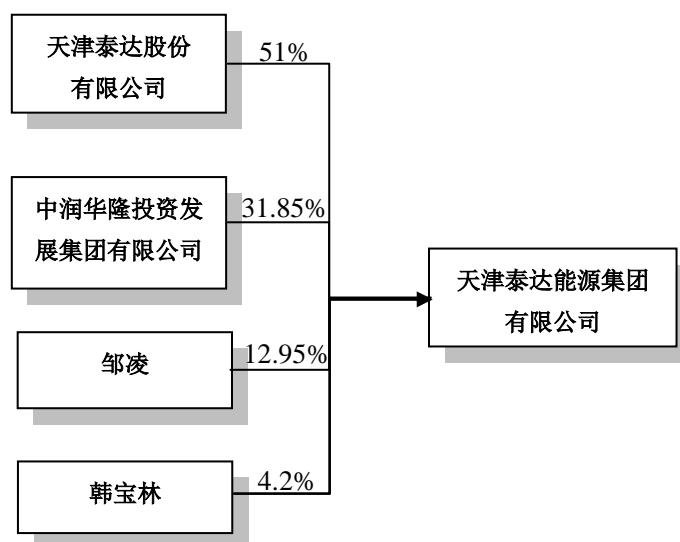 天津泰达股份
有限公司
51%
中润华隆投资发
展集团有限公司
31.85%
天津泰达能源集团
有限公司
邹凌
12.95%
韩宝林
4.2%